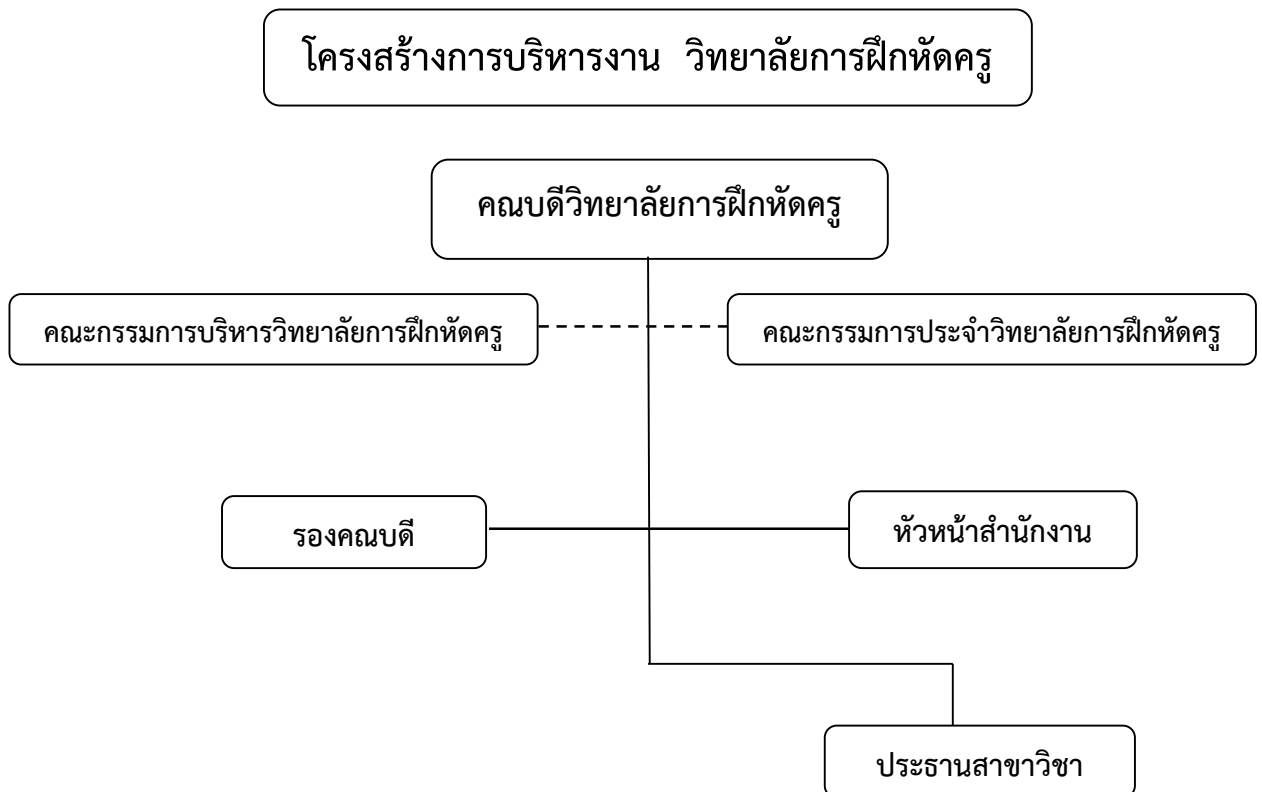 โครงสร้างการบริหารงาน วิทยาลัยการฝึกหัดครู
คณบดีวิทยาลัยการฝึกหัดครู
คณะกรรมการบริหารวิทยาลัยการฝึกหัดครู
คณะกรรมการประจำวิทยาลัยการฝึกหัดครู
รองคณบดี
หัวหน้าสำนักงาน
ประธานสาขาวิชา